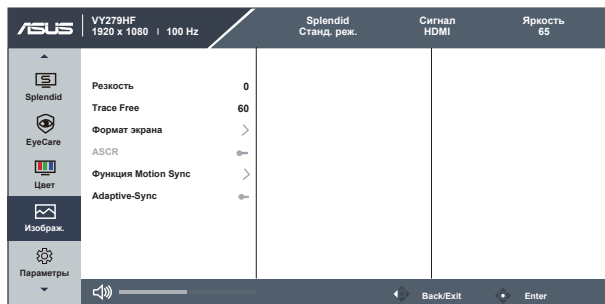 ASUS
VY279HF
1920 x 1080 | 100 Hz
Splendid
Станд. реж.
Сигнал
HDMI
Яркость
65
Splendid
EyeCare
Цвет
Изображ.
Параметры
Резкость 0
Trace Free 60
Формат экрана
ASCR
Функция Motion Sync
Adaptive-Sync
Back/Exit
Enter